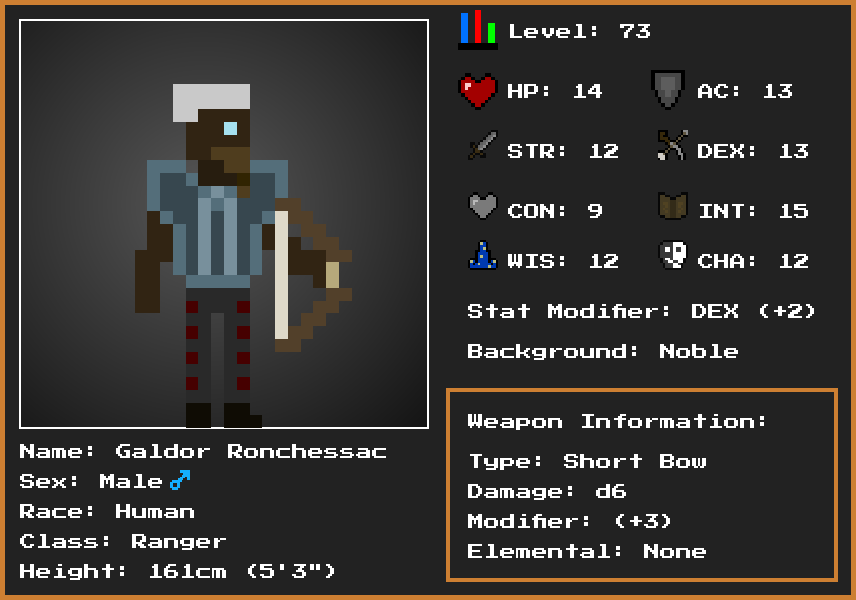 Level: 73
HP: 14
AC: 13
STR: 12
DEX: 13
CON: 9
INT: 15
WIS: 12
CHA: 12
Stat Modifier: DEX (+2)
Background: Noble
Weapon Information:
Type: Short Bow
Damage: d6
Modifier: (+3)
Elemental: None
Name: Galdor Ronchessac
Sex: Male ♂
Race: Human
Class: Ranger
Height: 161cm (5'3")